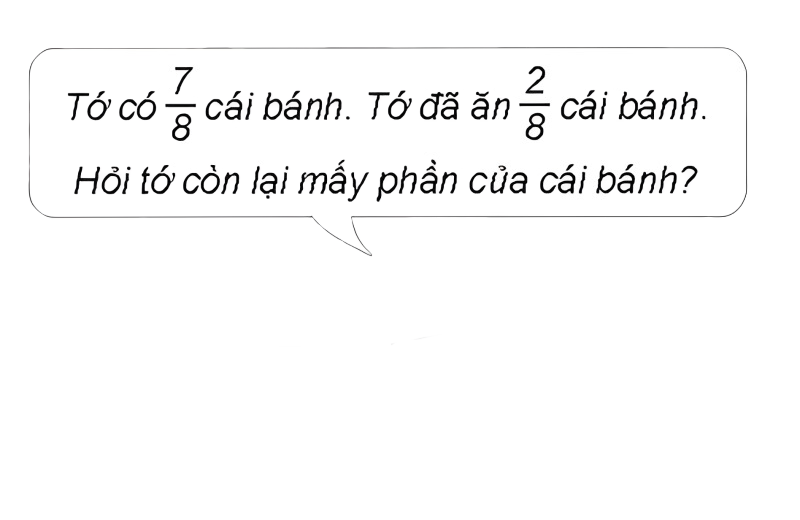 Tớ có 7/8 cái bánh. Tớ đã ăn 2/8 cái bánh.
Hỏi tớ còn lại mấy phần của cái bánh?